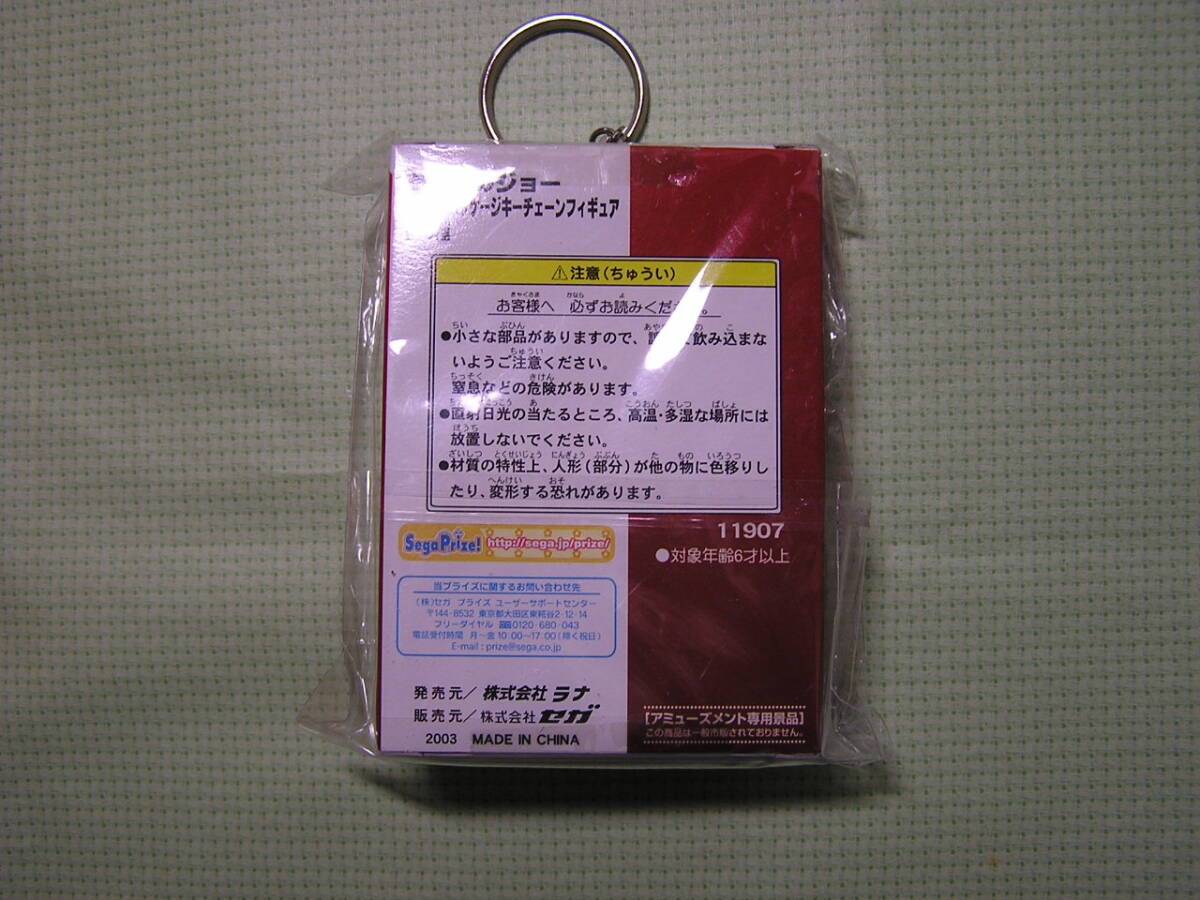 ルジョー
ッケージキーチェーンフィギュア
種
⚠注意(ちゅうい)
お客様へ 必ずお読みくだ 。
●小さな部品がありますので、 飲み込まな
いようご注意ください。
窒息などの危険があります。
●直射日光の当たるところ、高温・多湿な場所には
放置しないでください。
●材質の特性上、人形(部分)が他の物に色移りし
たり、変形する恐れがあります。
SegaPrize! http://sega.jp/prize/
11907
●対象年齢6才以上
当プライズに関するお問い合わせ先
(株)セガ プライズ ユーザーサポートセンター
〒144-8532 東京都大田区東糀谷2-12-14
フリーダイヤル 0120-680-043
電話受付時間 月~金 10:00~17:00(除く祝日)
E-mail : prize@sega.co.jp
発売元/株式会社 ラナ
販売元/株式会社 セガ
2003 MADE IN CHINA
【アミューズメント専用景品】
この商品は一般市販されておりません。